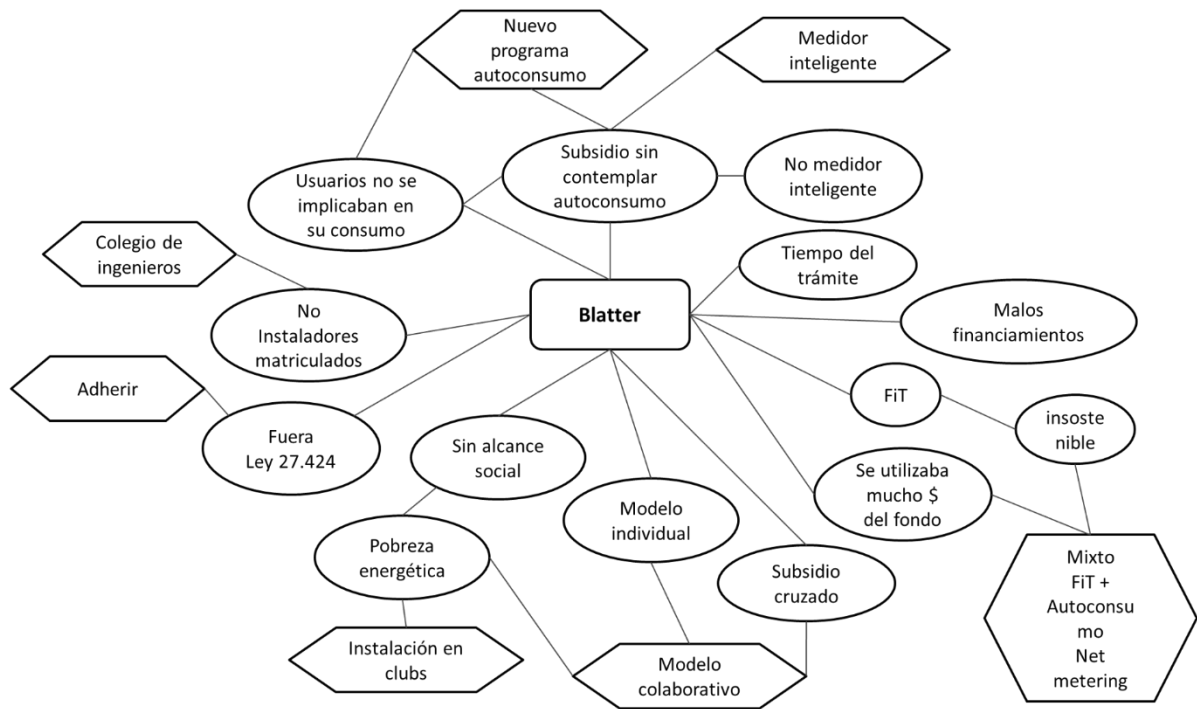 Nuevo
programa
autoconsumo
Medidor
inteligente
Usuarios no se
implicaban en
su consumo
Subsidio sin
contemplar
autoconsumo
No medidor
inteligente
Colegio de
ingenieros
Tiempo del
trámite
No
Instaladores
matriculados
Blatter
Malos
financiamientos
Adherir
Fuera
Ley 27.424
Sin alcance
social
FiT
insoste
nible
Modelo
individual
Se utilizaba
mucho $
del fondo
Pobreza
energética
Subsidio
cruzado
Mixto
FiT +
Autoconsu
mo
Net
metering
Instalación en
clubs
Modelo
colaborativo